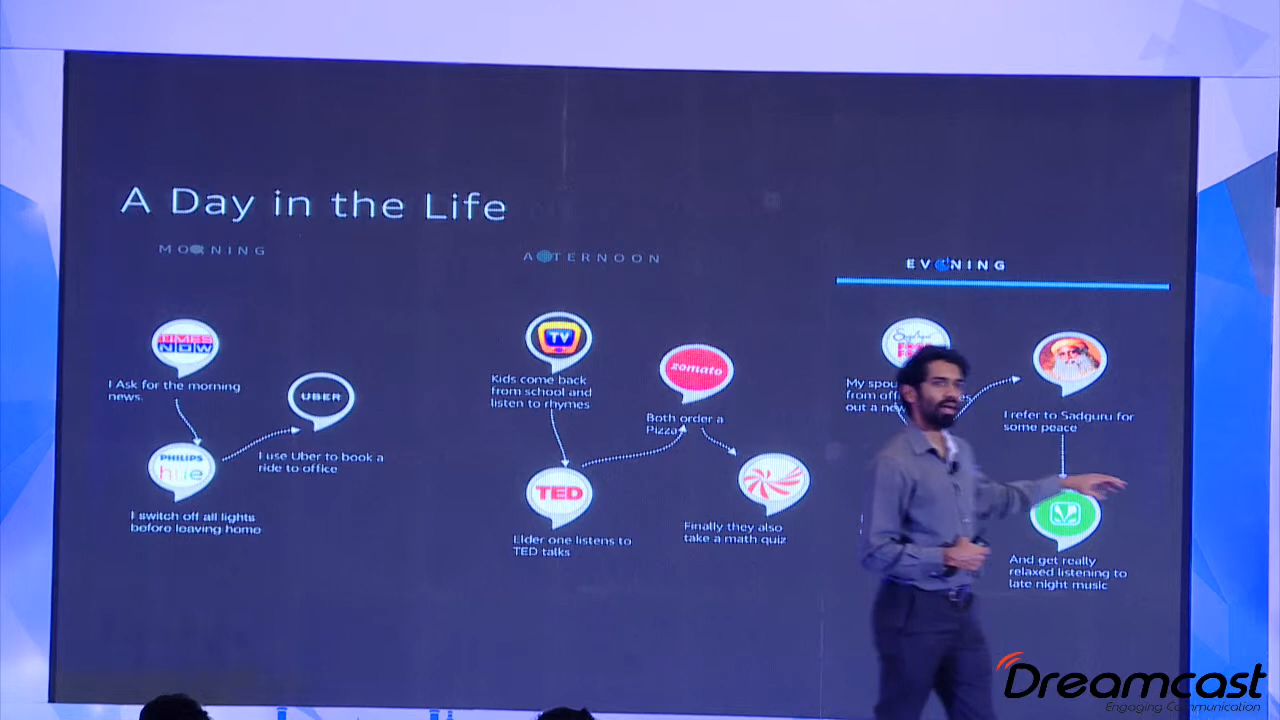 A Day in the Life
MORNING
AFTERNOON
EVENING
TIMES
NOW
I Ask for the morning
news.
UBER
PHILIPS
hue
I use Uber to book a
ride to office
I switch off all lights
before leaving home
TV
Kids come back
from school and
listen to rhymes
zomato
Both order a
Pizza
TED
Elder one listens to
TED talks
Finally they also
take a math quiz
My
from
out a
I refer to Sadguru for
some peace
And get really
relaxed listening to
late night music
Dreamcast
Engaging Communication